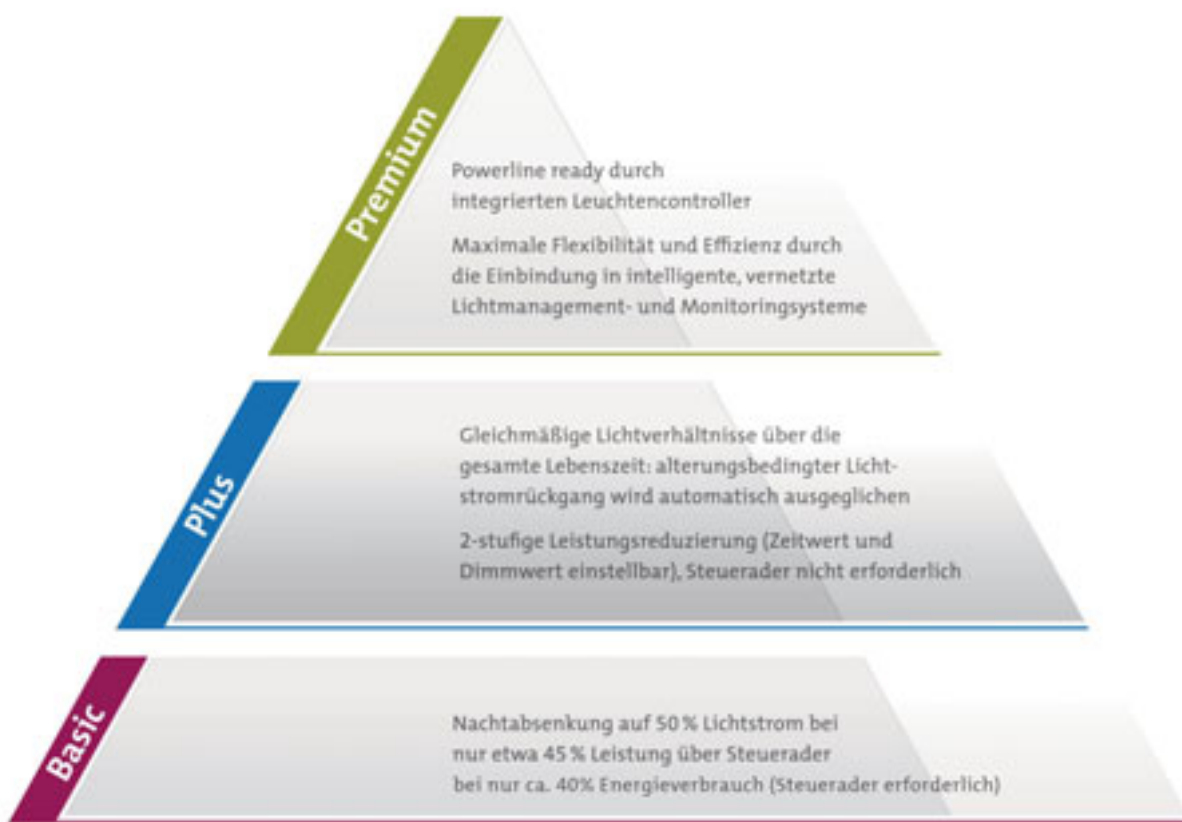 Premium
Powerline ready durch
integrierten Leuchtencontroller
Maximale Flexibilität und Effizienz durch
die Einbindung in intelligente, vernetzte
Lichtmanagement- und Monitoringsysteme
Plus
Gleichmäßige Lichtverhältnisse über die
gesamte Lebenszeit: alterungsbedingter Licht-
stromrückgang wird automatisch ausgeglichen
2-stufige Leistungsreduzierung (Zeitwert und
Dimmwert einstellbar), Steuerader nicht erforderlich
Basic
Nachtabsenkung auf 50 % Lichtstrom bei
nur etwa 45 % Leistung über Steuerader
bei nur ca. 40% Energieverbrauch (Steuerader erforderlich)